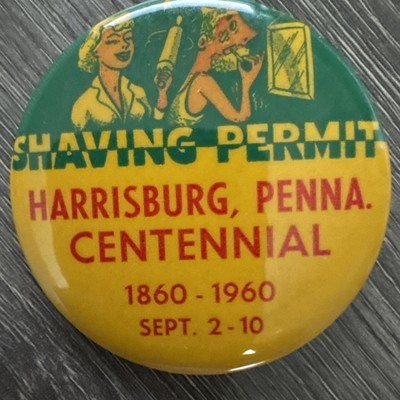 SHAVING PERMIT
HARRISBURG, PENNA.
CENTENNIAL
1860 - 1960
SEPT. 2 - 10